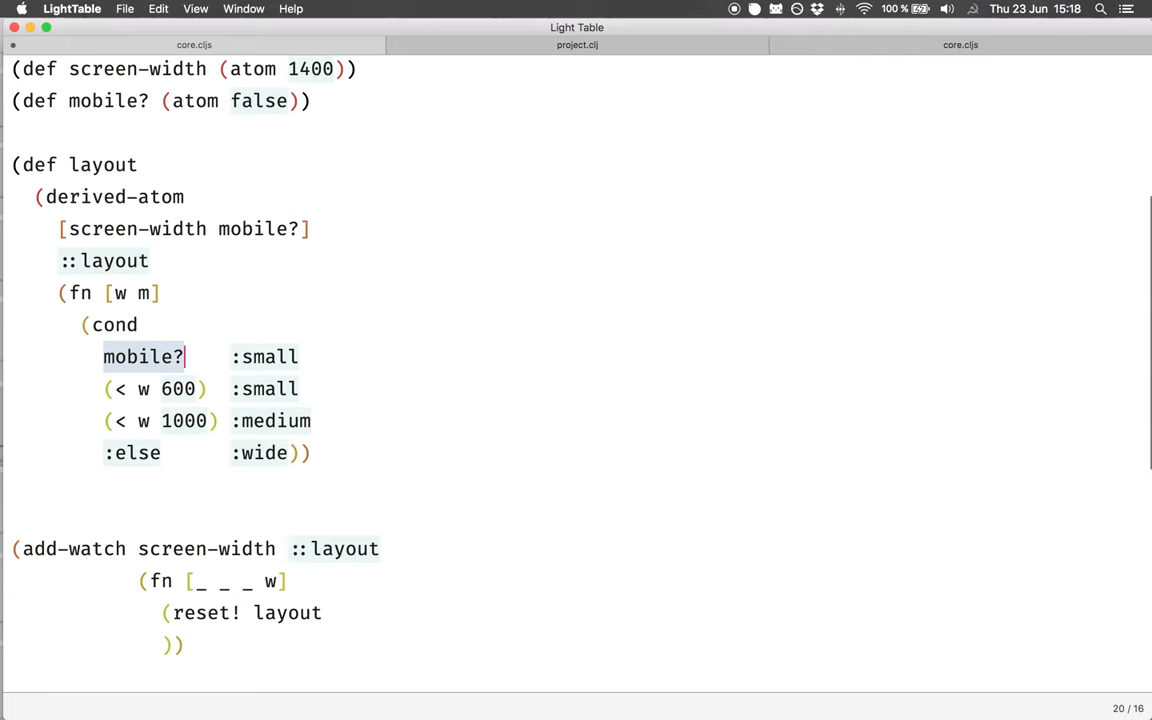 LightTable File Edit View Window Help 100 % Thu 23 Jun 15:18
Light Table
core.cljs project.clj core.cljs
(def screen-width (atom 1400))
(def mobile? (atom false))
(def layout
(derived-atom
[screen-width mobile?]
::layout
(fn [w m]
(cond
mobile? :small
(< w 600) :small
(< w 1000) :medium
:else :wide))
(add-watch screen-width ::layout
(fn [_ _ _ w]
(reset! layout
))
20 / 16